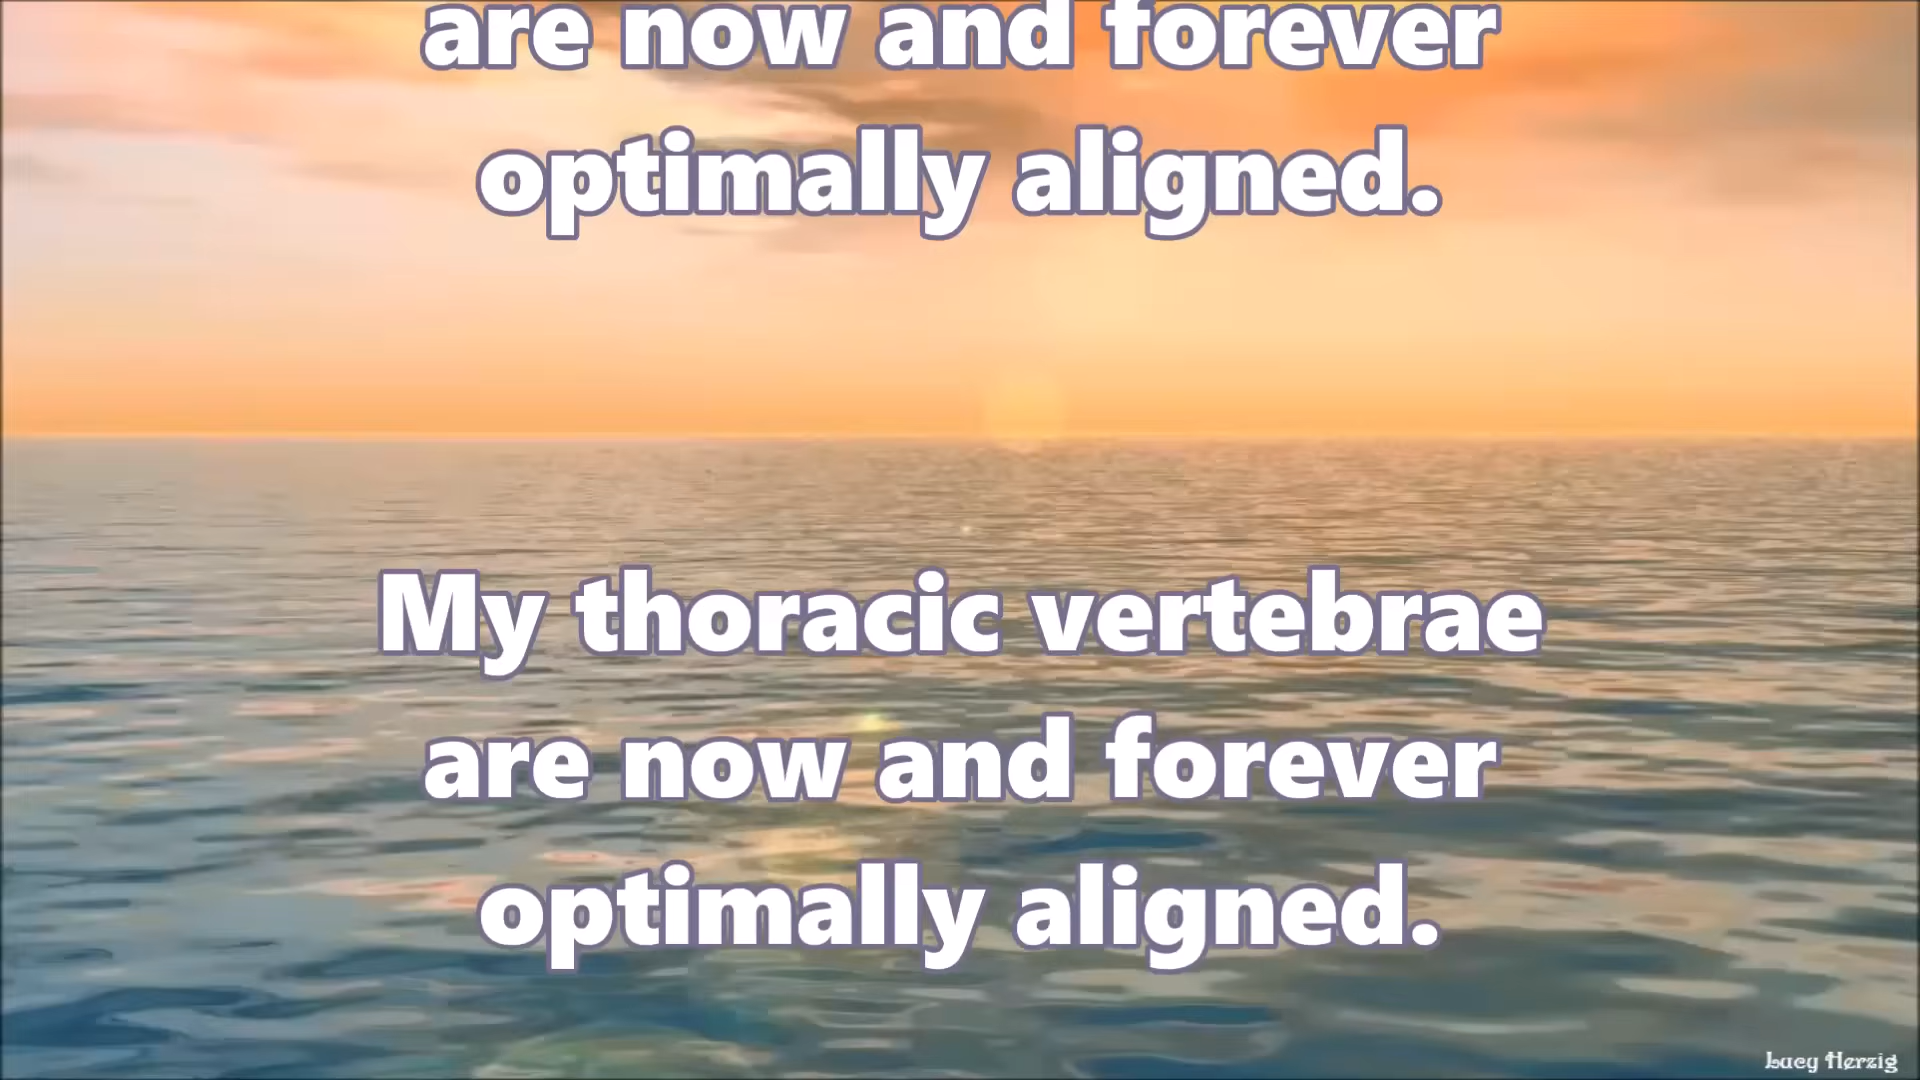 are now and forever
optimally aligned.
My thoracic vertebrae
are now and forever
optimally aligned.
Lucy Herzig